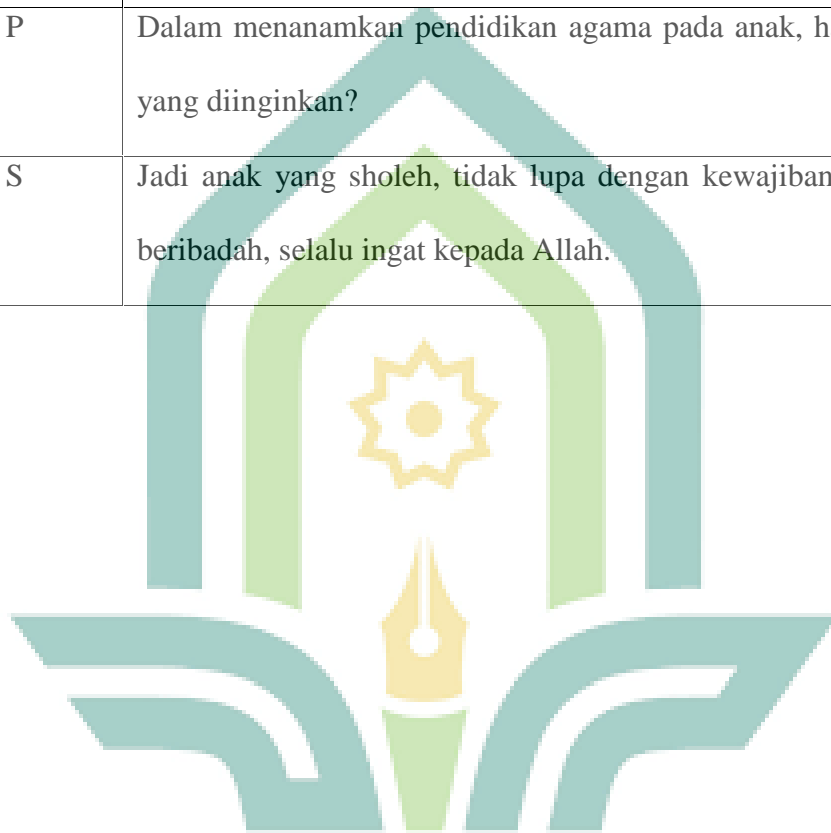 P Dalam menanamkan pendidikan agama pada anak, h
yang diinginkan?
S Jadi anak yang sholeh, tidak lupa dengan kewajiban
beribadah, selalu ingat kepada Allah.